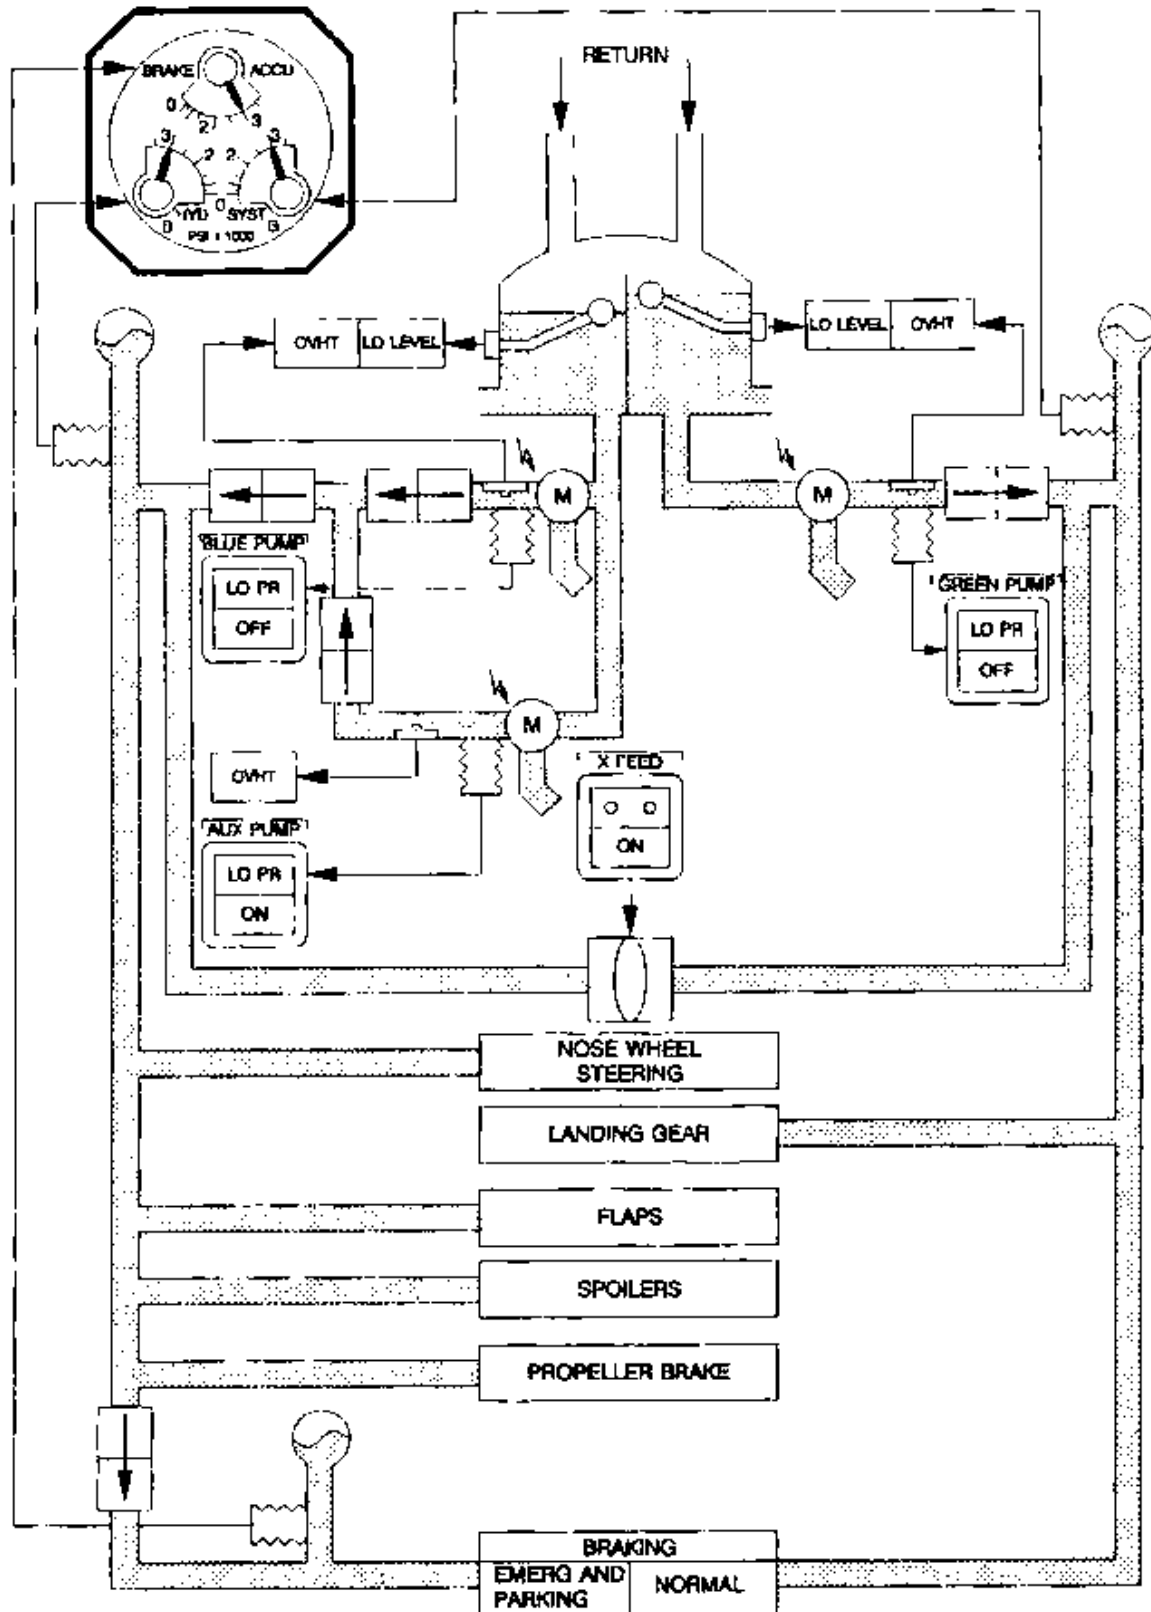 RETURN
BRAKE ACCU
0 2 3
3 2 2 3
0 0 0
HYD SYST
PSI x 1000
OVHT LO LEVEL
LO LEVEL OVHT
M
M
BLUE PUMP
LO PR
OFF
GREEN PUMP
LO PR
OFF
M
OVHT
X FEED
ON
AUX PUMP
LO PR
ON
NOSE WHEEL
STEERING
LANDING GEAR
FLAPS
SPOILERS
PROPELLER BRAKE
BRAKING
EMERG AND
PARKING
NORMAL